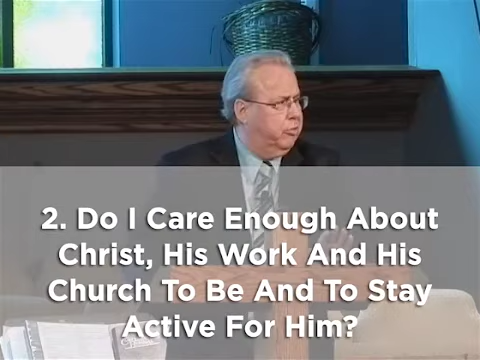 2. Do I Care Enough About
Christ, His Work And His
Church To Be And To Stay
Active For Him?